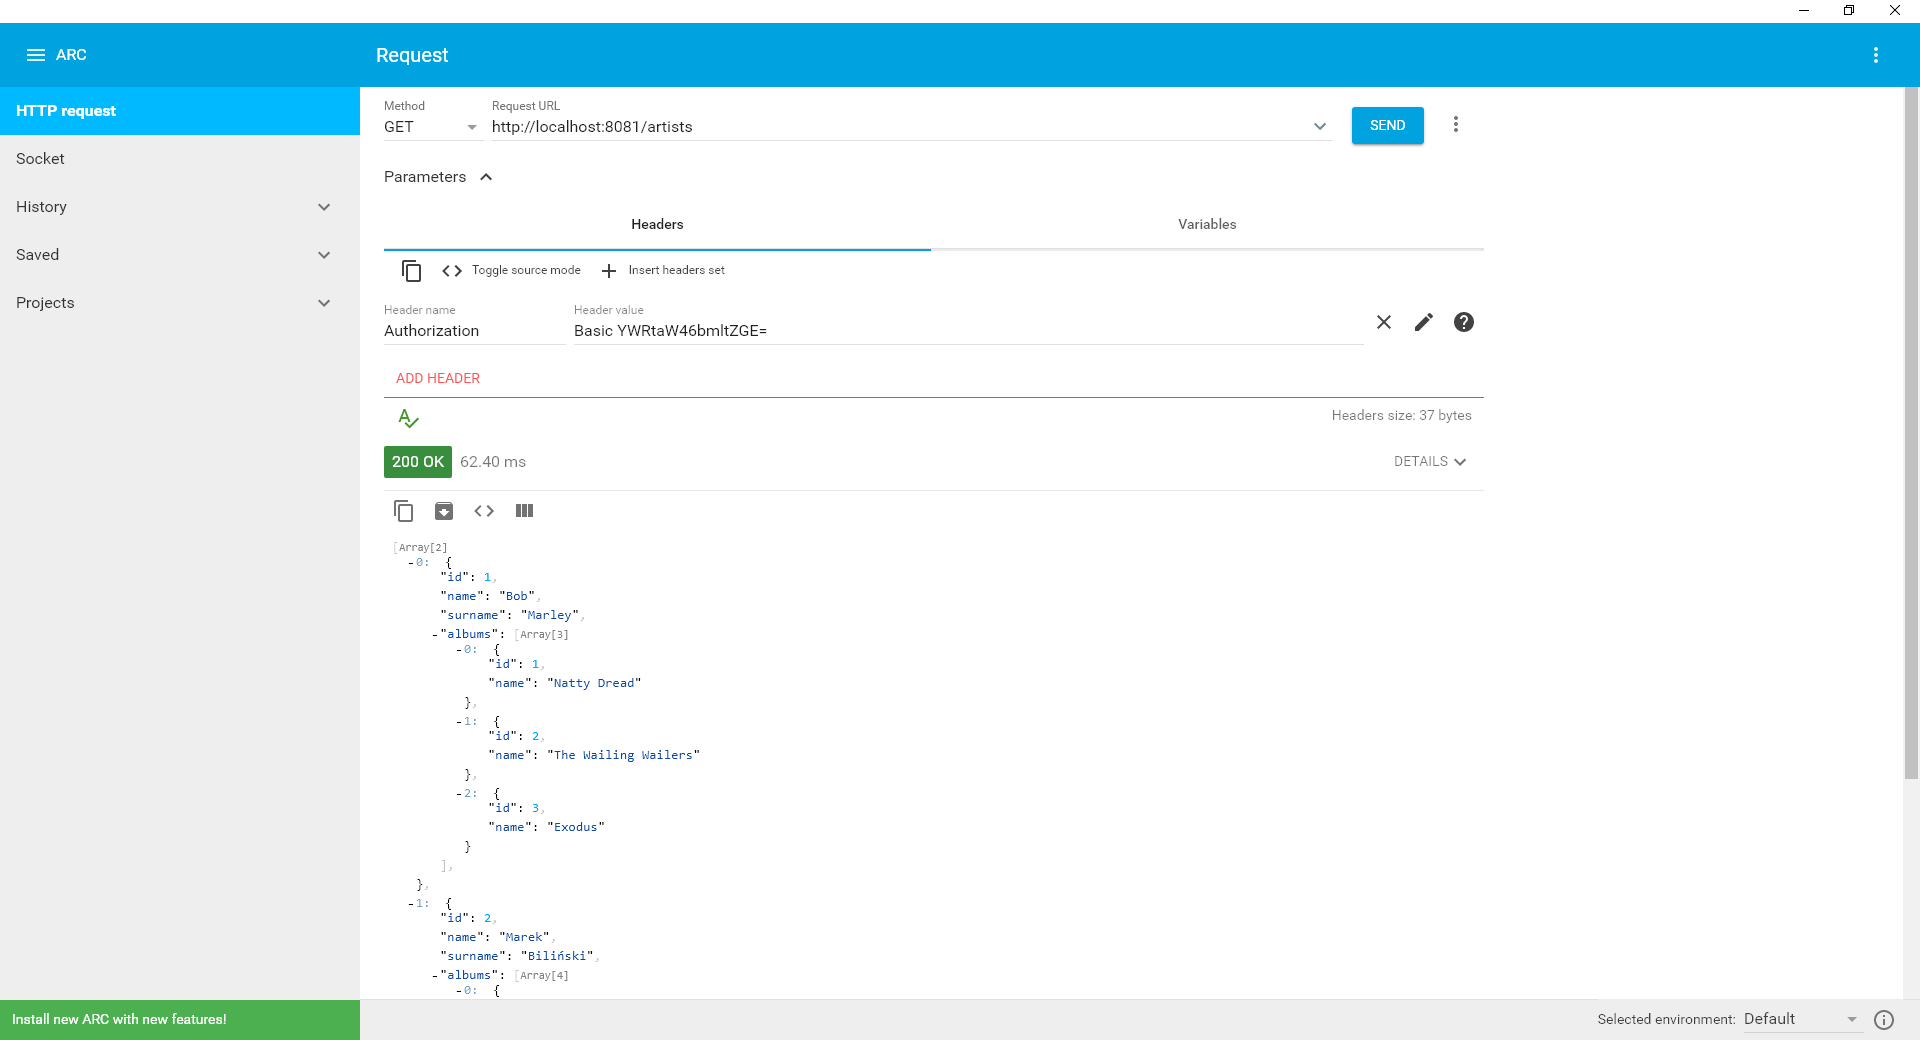 ARC
Request
HTTP request
Socket
History
Saved
Projects
Method
GET
Request URL
http://localhost:8081/artists
SEND
Parameters
Headers
Variables
Toggle source mode
Insert headers set
Header name
Authorization
Header value
Basic YWRtaW46bmltZGE=
ADD HEADER
Headers size: 37 bytes
200 OK
62.40 ms
DETAILS
[Array[2]
-0: {
"id": 1,
"name": "Bob",
"surname": "Marley",
-"albums": [Array[3]
-0: {
"id": 1,
"name": "Natty Dread"
},
-1: {
"id": 2,
"name": "The Wailing Wailers"
},
-2: {
"id": 3,
"name": "Exodus"
}
],
},
-1: {
"id": 2,
"name": "Marek",
"surname": "Biliński",
-"albums": [Array[4]
-0: {
Install new ARC with new features!
Selected environment: Default